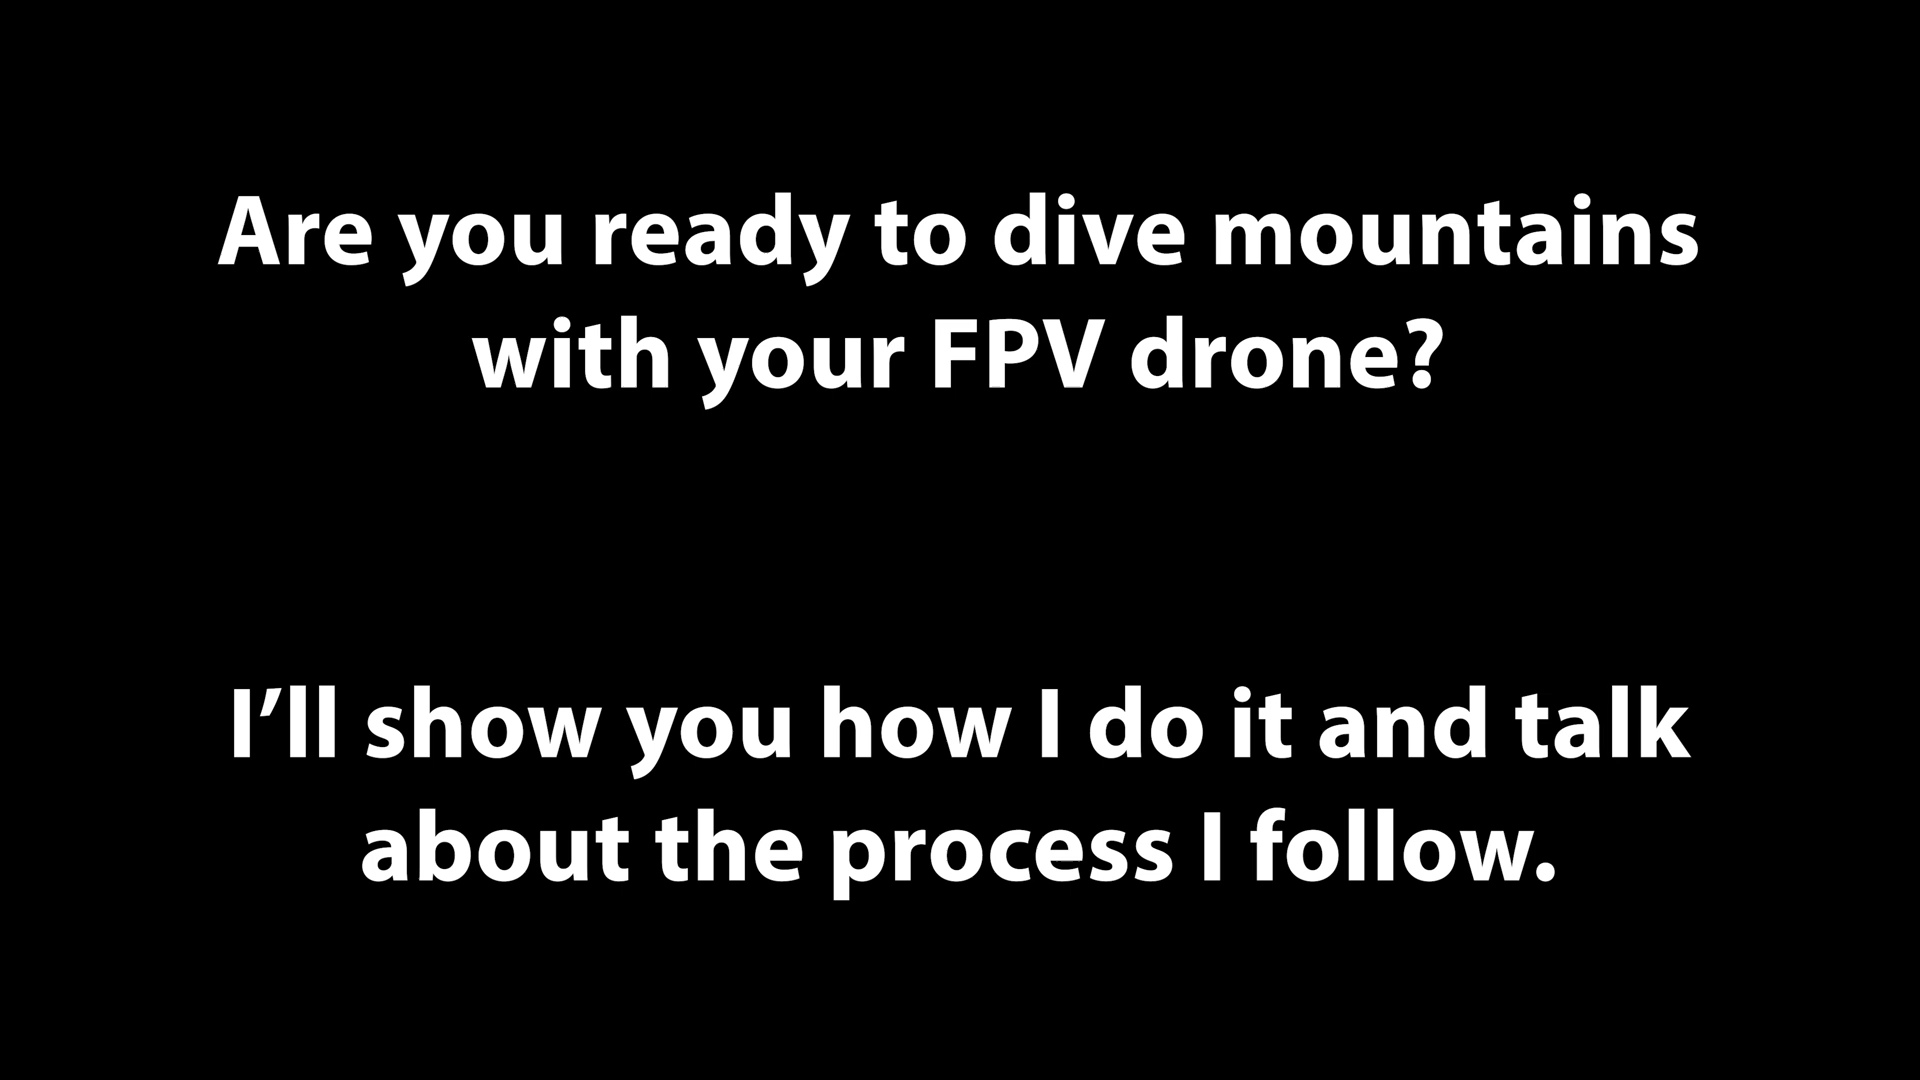 Are you ready to dive mountains
with your FPV drone?
I’ll show you how I do it and talk
about the process I follow.